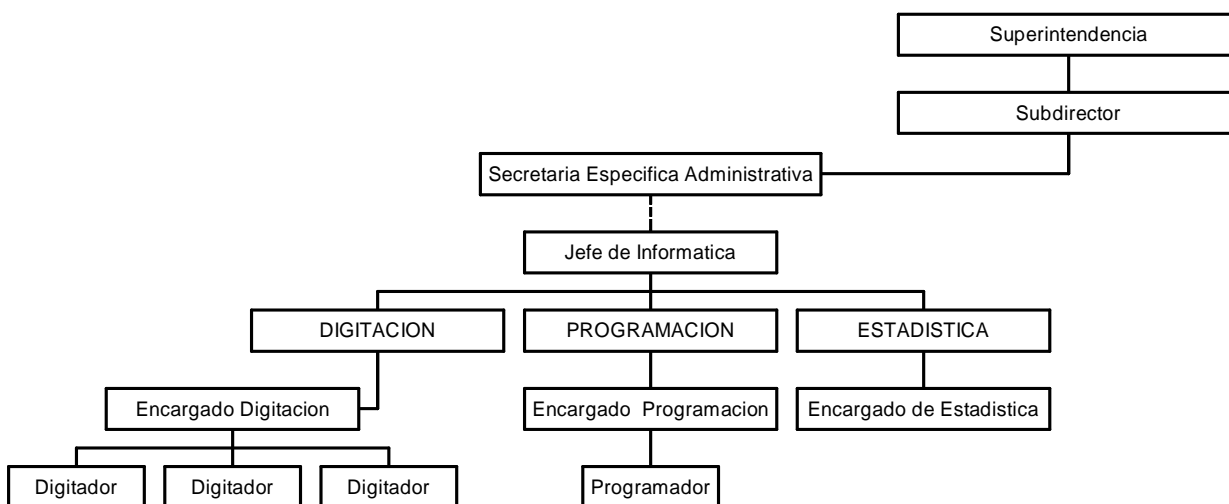 Superintendencia
Subdirector
Secretaria Especifica Administrativa
Jefe de Informatica
DIGITACION
PROGRAMACION
ESTADISTICA
Encargado Digitacion
Encargado Programacion
Encargado de Estadistica
Digitador
Digitador
Digitador
Programador